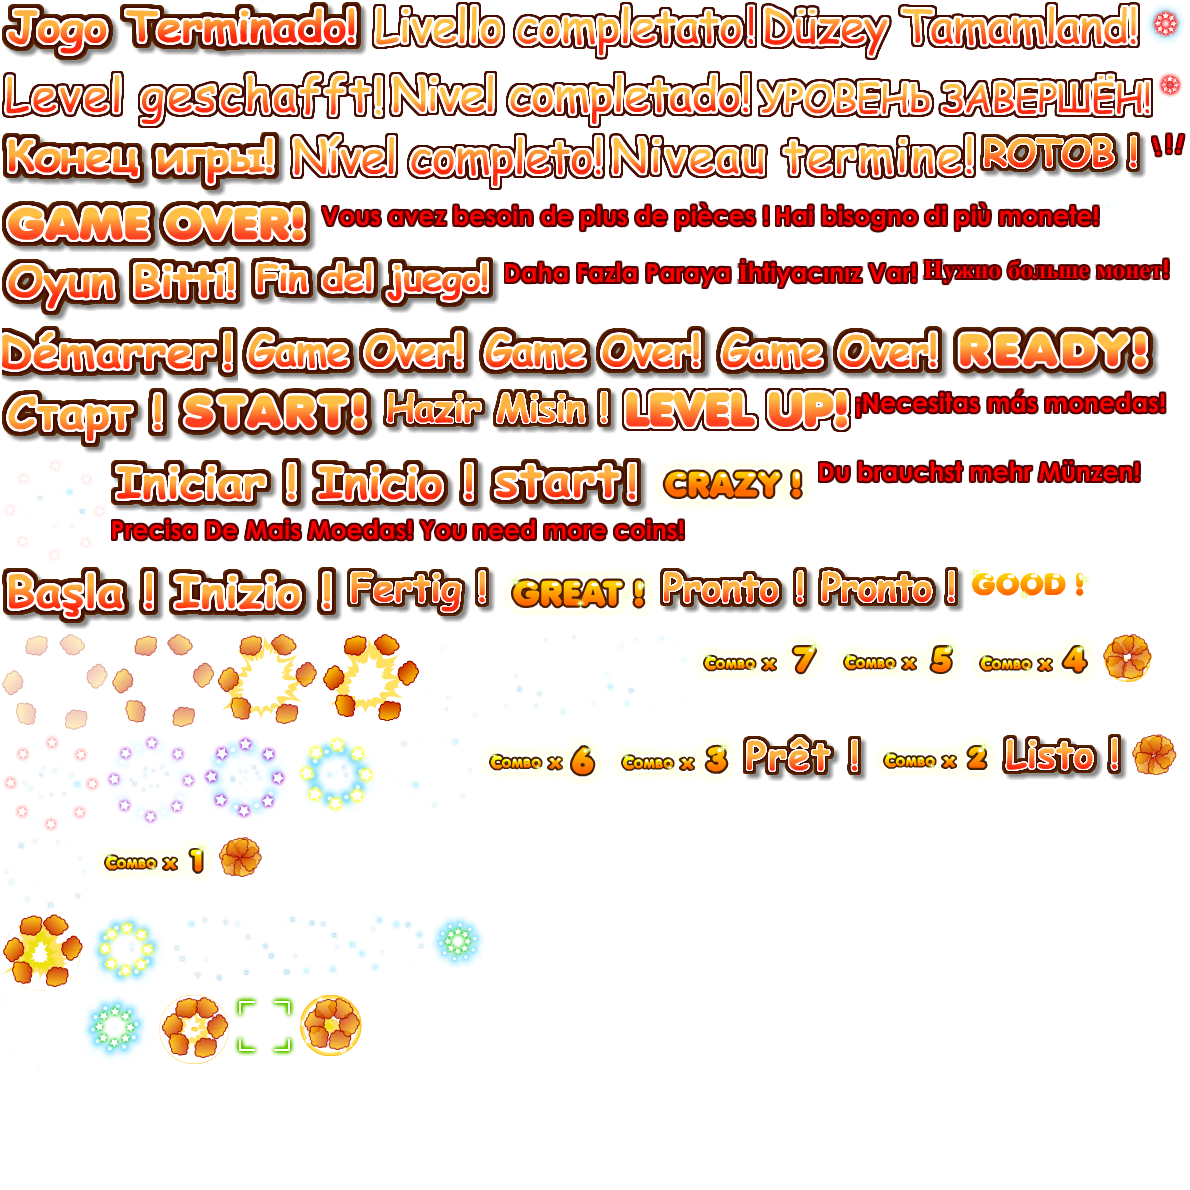 Jogo Terminado! Livello completato! Düzey Tamamland!
Level geschafft! Nivel completado! УРОВЕНЬ ЗАВЕРШЁН!
Конец игры! Nível completo! Niveau termine! ROTOB ! \!!
GAME OVER! Vous avez besoin de plus de pièces ! Hai bisogno di più monete!
Oyun Bitti! Fin del juego! Daha Fazla Paraya İhtiyacınız Var! Нужно больше монет!
Démarrer! Game Over! Game Over! Game Over! READY!
Старт ! START! Hazir Misin ! LEVEL UP! ¡Necesitas más monedas!
Iniciar ! Inicio ! start! CRAZY ! Du brauchst mehr Münzen!
Precisa De Mais Moedas! You need more coins!
Başla ! Inizio ! Fertig ! GREAT ! Pronto ! Pronto ! GOOD !
COMBO x 7 COMBO x 5 COMBO x 4
COMBO x 6 COMBO x 3 Prêt ! COMBO x 2 Listo !
COMBO x 1